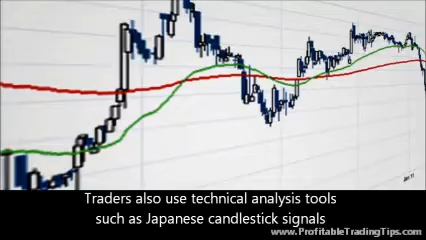 Traders also use technical analysis tools
such as Japanese candlestick signals
www.ProfitableTradingTips.com